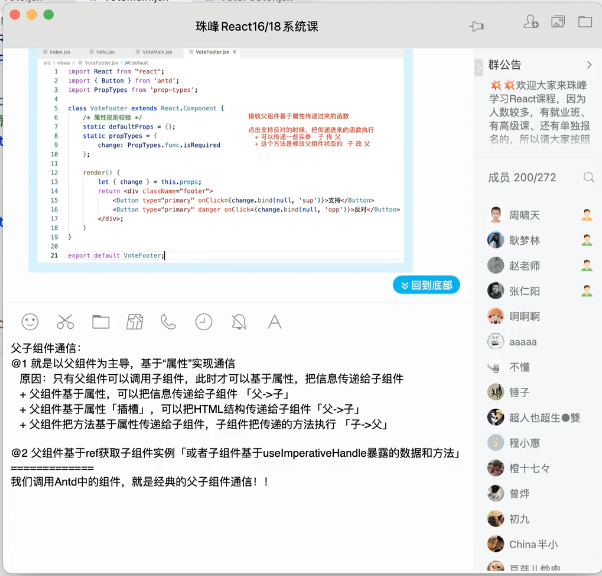 珠峰React16/18系统课
index.jsx Vote.jsx VoteMain.jsx VoteFooter.jsx ×
src > views > VoteFooter.jsx > default
1 import React from "react";
2 import { Button } from 'antd';
3 import PropTypes from 'prop-types';
4
5 class VoteFooter extends React.Component {
6 /* 属性规则校验 */
7 static defaultProps = {};
8 static propTypes = {
9 change: PropTypes.func.isRequired
10 };
11
12 render() {
13 let { change } = this.props;
14 return <div className="footer">
15 <Button type="primary" onClick={change.bind(null, 'sup')}>支持</Button>
16 <Button type="primary" danger onClick={change.bind(null, 'opp')}>反对</Button>
17 </div>;
18 }
19 }
20
21 export default VoteFooter;
接收父组件基于属性传递过来的函数
点击支持反对的时候,把传递进来的函数执行
+ 可以传递一些实参 子 传 父
+ 这个方法是修改父组件状态的 子 改 父
回到底部
父子组件通信:
@1 就是以父组件为主导,基于“属性”实现通信
原因:只有父组件可以调用子组件,此时才可以基于属性,把信息传递给子组件
+ 父组件基于属性,可以把信息传递给子组件 「父->子」
+ 父组件基于属性「插槽」,可以把HTML结构传递给子组件「父->子」
+ 父组件把方法基于属性传递给子组件,子组件把传递的方法执行 「子->父」
@2 父组件基于ref获取子组件实例「或者子组件基于useImperativeHandle暴露的数据和方法」
=============
我们调用Antd中的组件,就是经典的父子组件通信!!
群公告
💥💥欢迎大家来珠峰
学习React课程,因为
人数较多,有就业班、
有高级课、还有单独报
名的,所以请大家按照
成员 200/272
周啸天
耿梦林
赵老师
张仁阳
啊啊啊
aaaaa
不懂
锤子
超人也超生●雙
程小惠
橙十七々
曾烨
初九
China半小